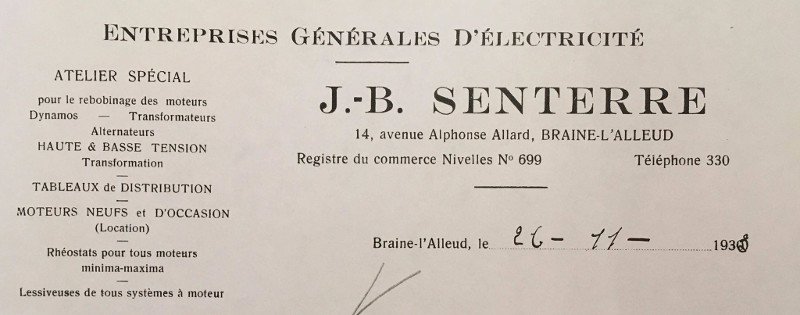 ENTREPRISES GÉNÉRALES D'ÉLECTRICITÉ
ATELIER SPÉCIAL
pour le rebobinage des moteurs
Dynamos — Transformateurs
Alternateurs
HAUTE & BASSE TENSION
Transformation
TABLEAUX de DISTRIBUTION
MOTEURS NEUFS et D'OCCASION
(Location)
Rhéostats pour tous moteurs
minima-maxima
Lessiveuses de tous systèmes à moteur
J.-B. SENTERRE
14, avenue Alphonse Allard, BRAINE-L'ALLEUD
Registre du commerce Nivelles Nº 699 Téléphone 330
Braine-l'Alleud, le 26 - 11 - 193